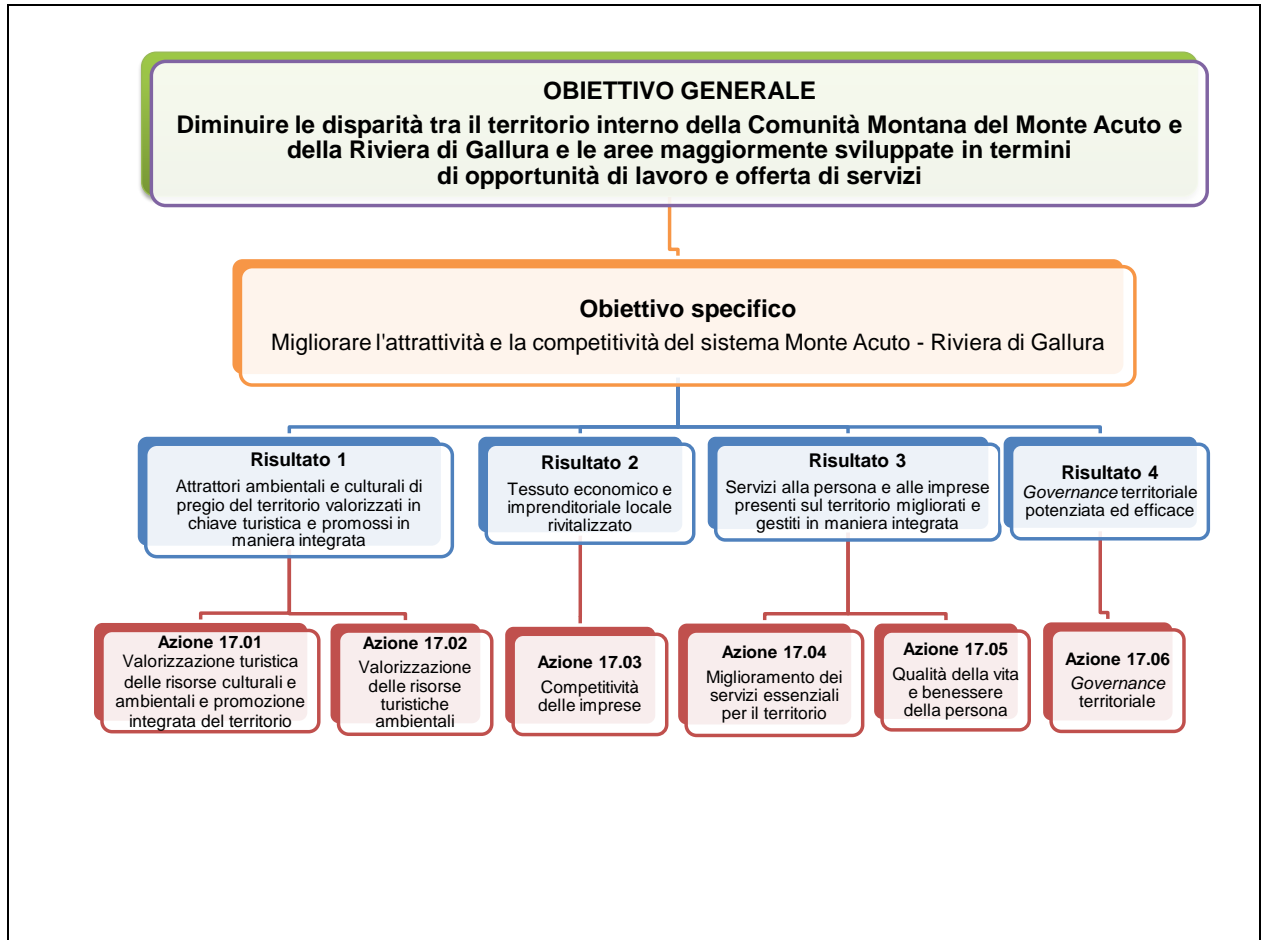 OBIETTIVO GENERALE
Diminuire le disparità tra il territorio interno della Comunità Montana del Monte Acuto e
della Riviera di Gallura e le aree maggiormente sviluppate in termini
di opportunità di lavoro e offerta di servizi
Obiettivo specifico
Migliorare l'attrattività e la competitività del sistema Monte Acuto - Riviera di Gallura
Risultato 1
Attrattori ambientali e culturali di
pregio del territorio valorizzati in
chiave turistica e promossi in
maniera integrata
Risultato 2
Tessuto economico e
imprenditoriale locale
rivitalizzato
Risultato 3
Servizi alla persona e alle imprese
presenti sul territorio migliorati e
gestiti in maniera integrata
Risultato 4
Governance territoriale
potenziata ed efficace
Azione 17.01
Valorizzazione turistica
delle risorse culturali e
ambientali e promozione
integrata del territorio
Azione 17.02
Valorizzazione
delle risorse
turistiche
ambientali
Azione 17.03
Competitività
delle imprese
Azione 17.04
Miglioramento dei
servizi essenziali
per il territorio
Azione 17.05
Qualità della vita
e benessere
della persona
Azione 17.06
Governance
territoriale